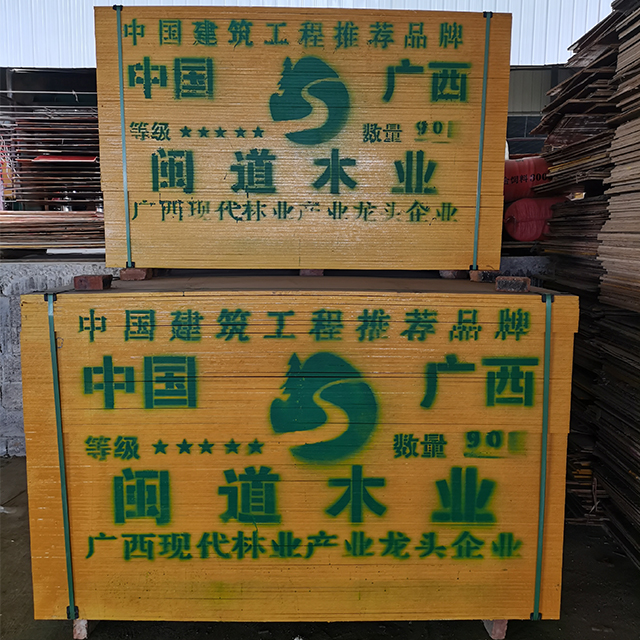 中国建筑工程推荐品牌
中国 广西
等级 ★★★★★ 数量 90
闽道木业
广西现代林业产业龙头企业
中国建筑工程推荐品牌
中国 广西
等级 ★★★★★ 数量 90
闽道木业
广西现代林业产业龙头企业